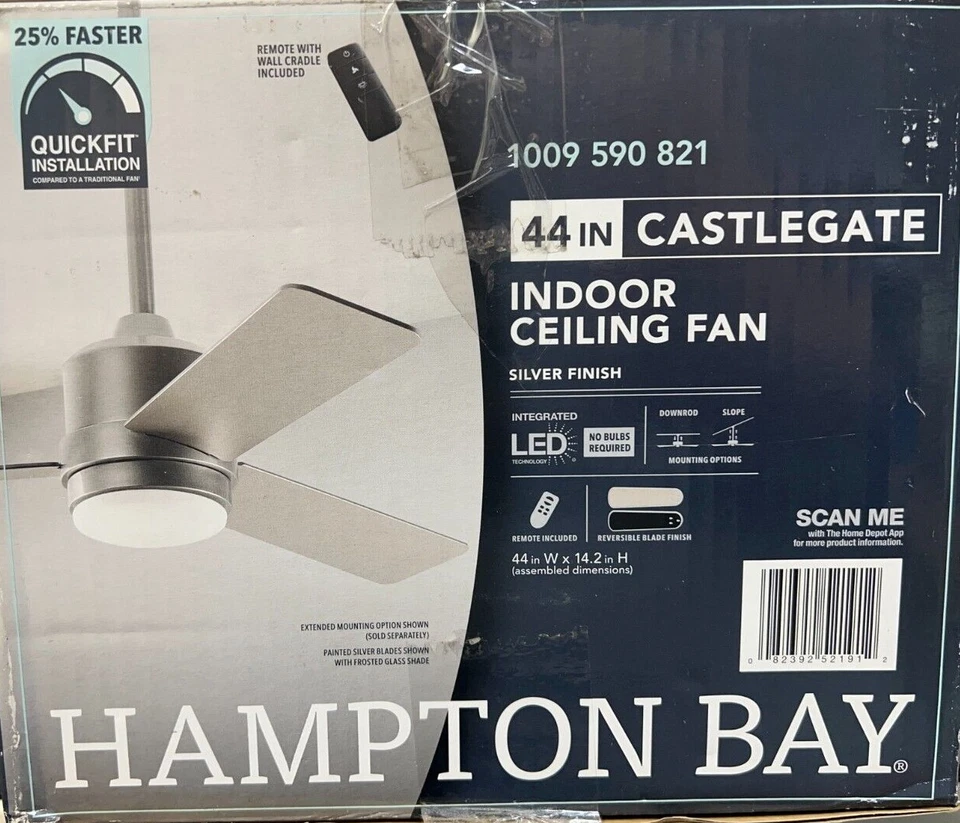 25% FASTER
QUICKFIT™
INSTALLATION
COMPARED TO A TRADITIONAL FAN¹
REMOTE WITH
WALL CRADLE
INCLUDED
1009 590 821
44 IN CASTLEGATE
INDOOR
CEILING FAN
SILVER FINISH
INTEGRATED
LED
TECHNOLOGY
NO BULBS
REQUIRED
DOWNROD SLOPE
MOUNTING OPTIONS
REMOTE INCLUDED
REVERSIBLE BLADE FINISH
44 in W x 14.2 in H
(assembled dimensions)
SCAN ME
with The Home Depot App
for more product information.
0 82392 52191 2
EXTENDED MOUNTING OPTION SHOWN
(SOLD SEPARATELY)
PAINTED SILVER BLADES SHOWN
WITH FROSTED GLASS SHADE
HAMPTON BAY®